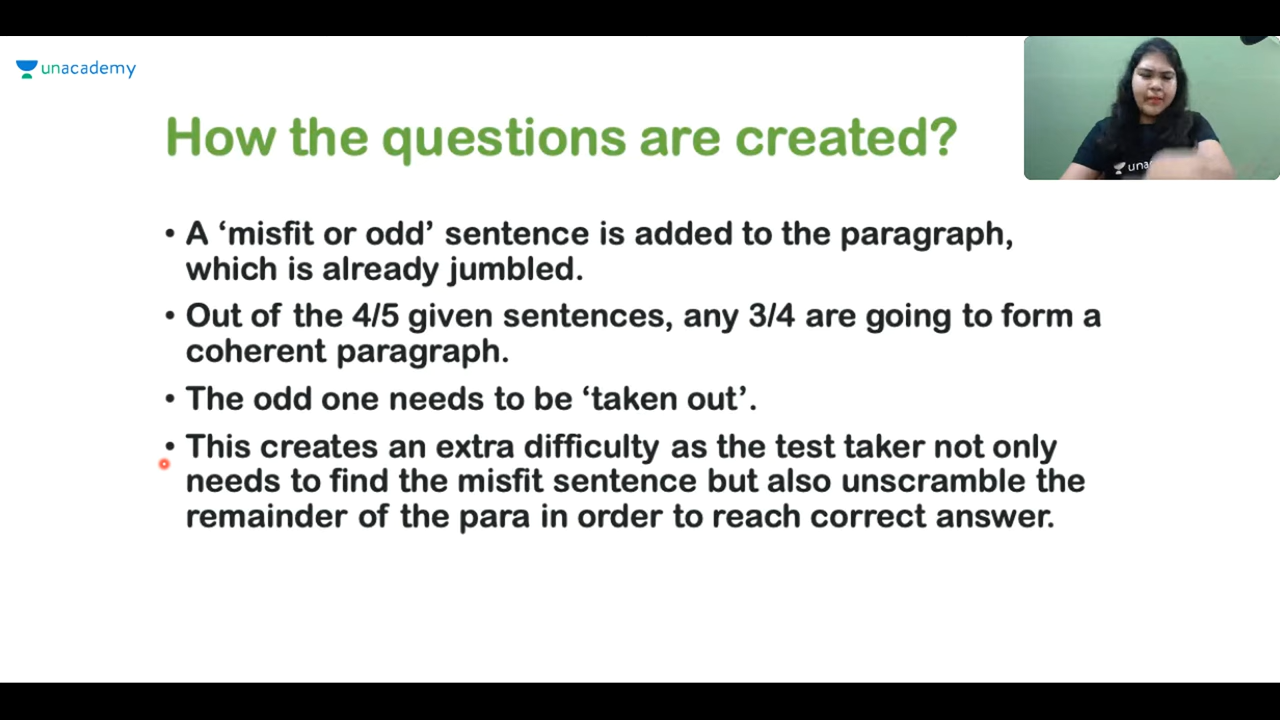 unacademy
How the questions are created?
• A ‘misfit or odd’ sentence is added to the paragraph,
which is already jumbled.
• Out of the 4/5 given sentences, any 3/4 are going to form a
coherent paragraph.
• The odd one needs to be ‘taken out’.
• This creates an extra difficulty as the test taker not only
needs to find the misfit sentence but also unscramble the
remainder of the para in order to reach correct answer.